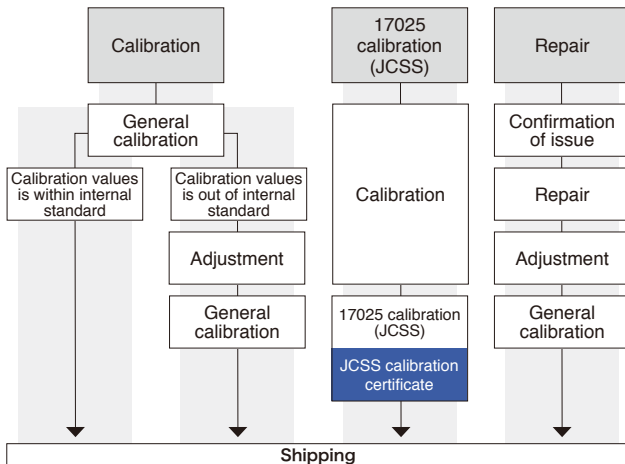 Calibration
17025
calibration
(JCSS)
Repair
General
calibration
Calibration values
is within internal
standard
Calibration values
is out of internal
standard
Adjustment
General
calibration
Calibration
17025 calibration
(JCSS)
JCSS calibration
certificate
Confirmation
of issue
Repair
Adjustment
General
calibration
Shipping